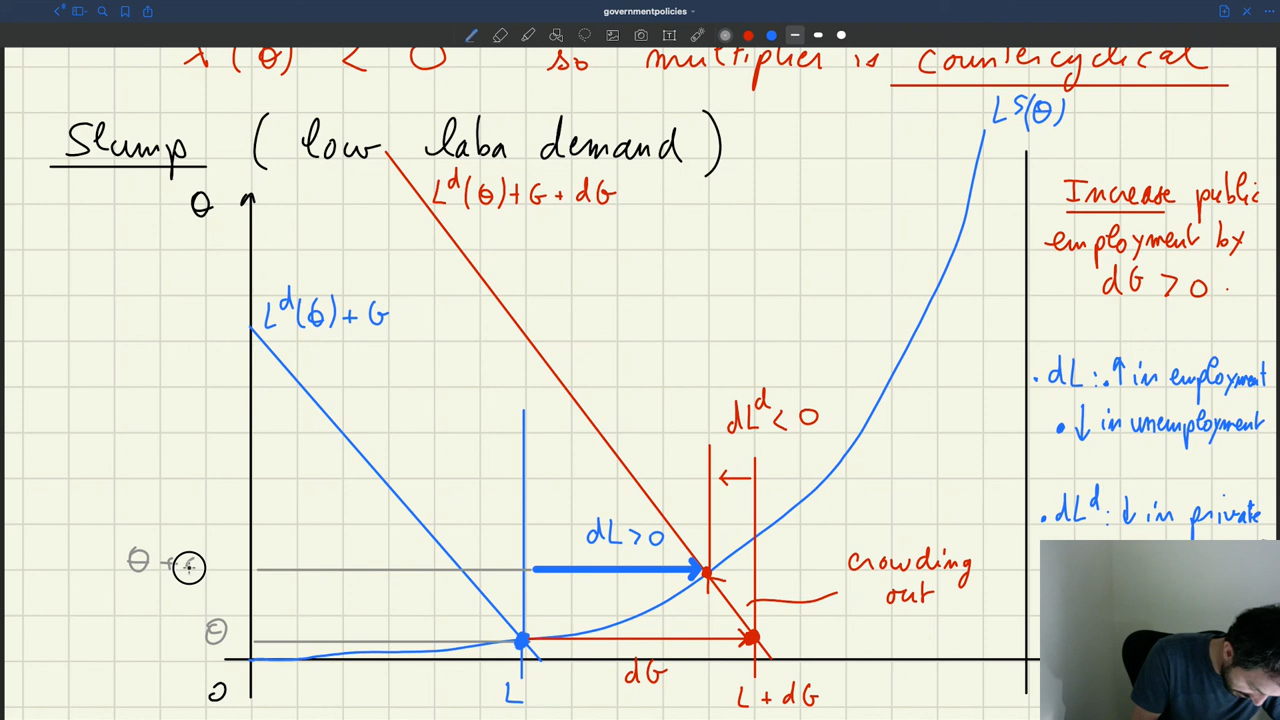 governmentpolicies
λ'(θ) < 0 so multiplier is countercyclical
Slump (low labor demand)
L^s(θ)
L^d(θ)+G+dG
θ
Increase public
employment by
dG > 0.
L^d(θ)+G
• dL: ↑ in employment
• ↓ in unemployment
dL^d < 0
• dL^d: ↓ in private
dL > 0
θ +
crowding
out
θ
0
L
dG
L + dG